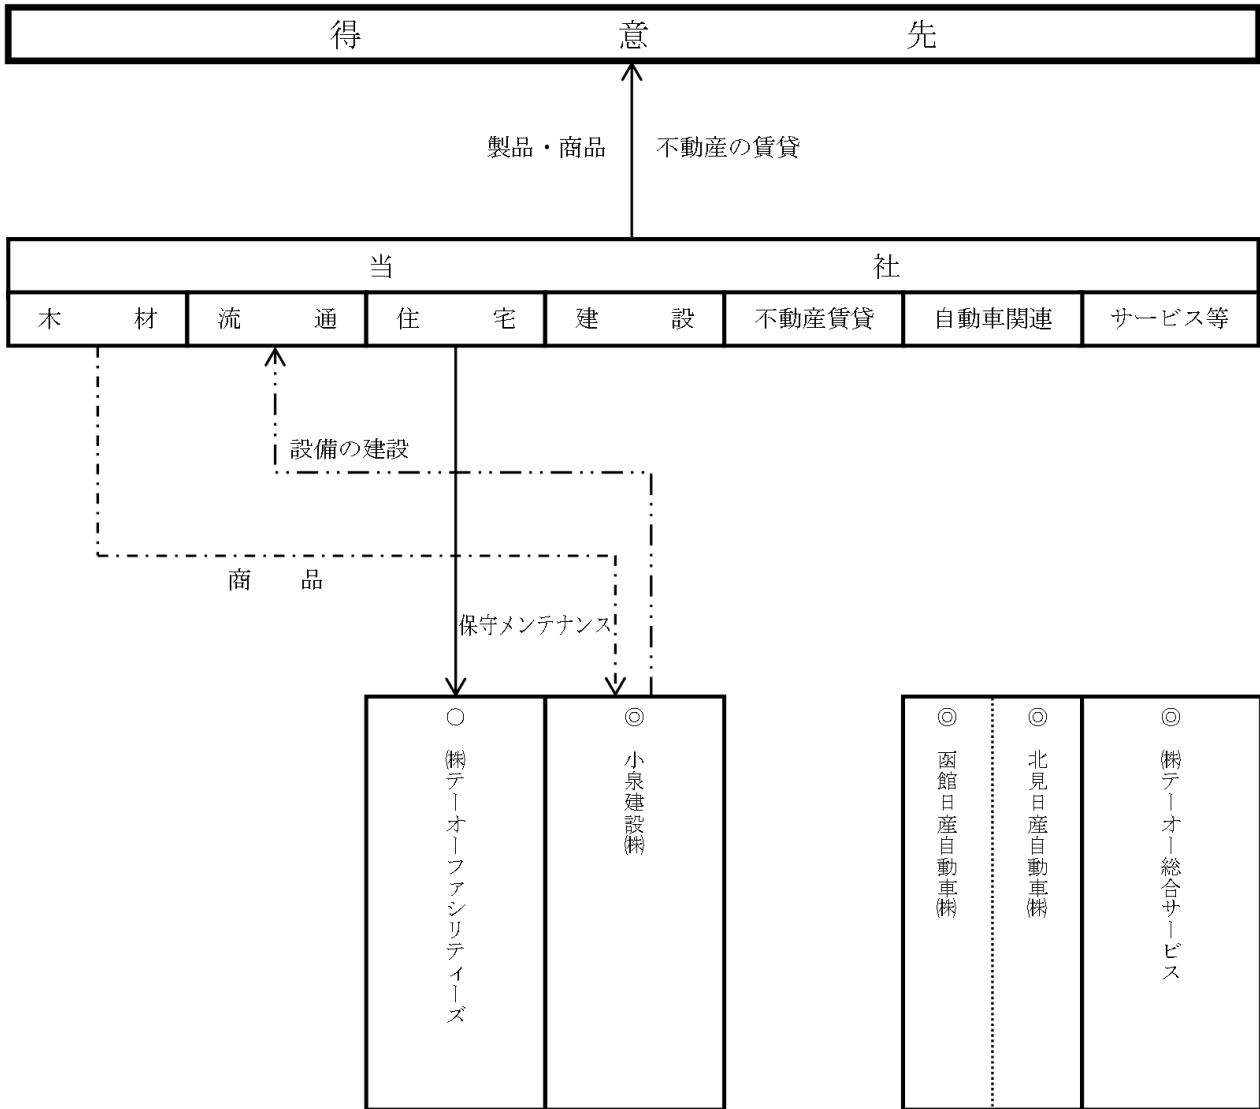 得意先
製品・商品 不動産の賃貸
当社
木材 流通 住宅 建設 不動産賃貸 自動車関連 サービス等
設備の建設
商品
保守メンテナンス
○ ㈱テーオーファシリティーズ
◎ 小泉建設㈱
◎ 函館日産自動車㈱
◎ 北見日産自動車㈱
◎ ㈱テーオー総合サービス